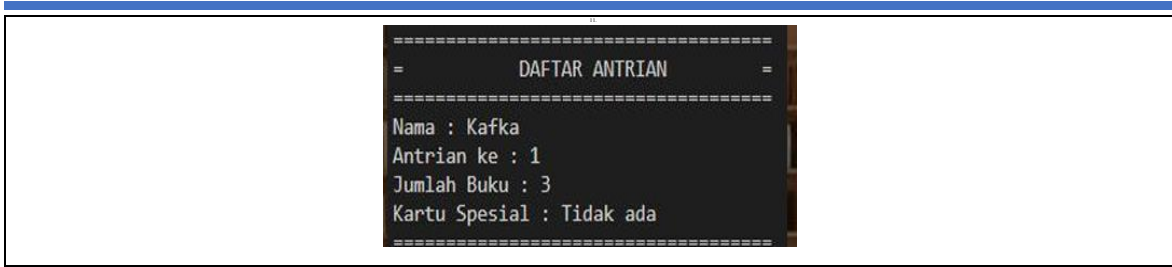 ====================================
= DAFTAR ANTRIAN =
====================================
Nama : Kafka
Antrian ke : 1
Jumlah Buku : 3
Kartu Spesial : Tidak ada
====================================